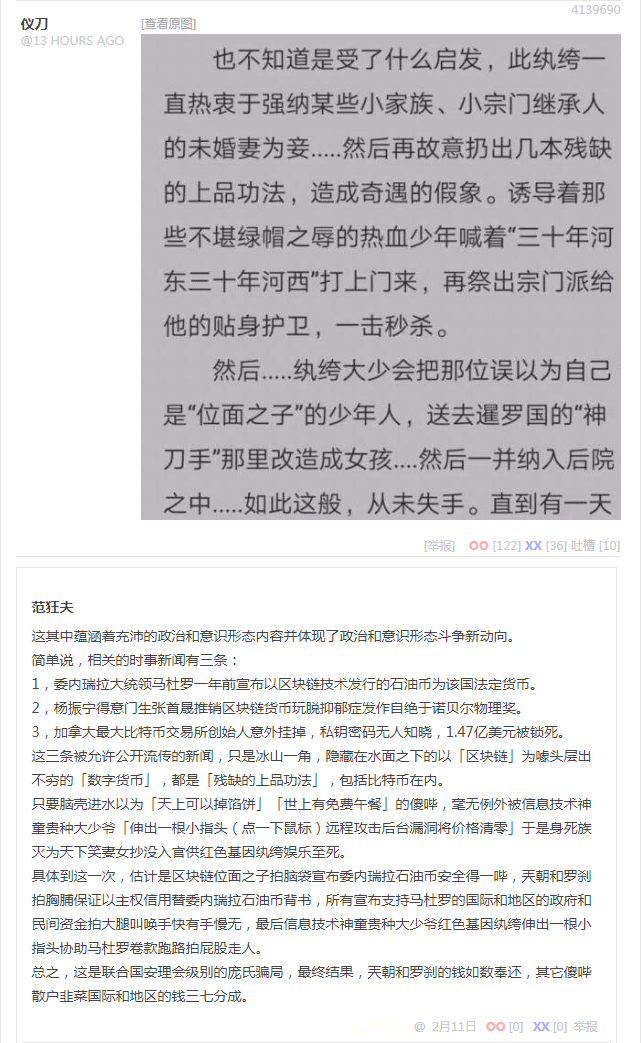 4139690
仪刀
@13 HOURS AGO
[查看原图]
也不知道是受了什么启发，此纨绔一
直热衷于强纳某些小家族、小宗门继承人
的未婚妻为妾.....然后再故意扔出几本残缺
的上品功法，造成奇遇的假象。诱导着那
些不堪绿帽之辱的热血少年喊着“三十年河
东三十年河西”打上门来，再祭出宗门派给
他的贴身护卫，一击秒杀。
然后.....纨绔大少会把那位误以为自己
是“位面之子”的少年人，送去暹罗国的“神
刀手”那里改造成女孩....然后一并纳入后院
之中.....如此这般，从未失手。直到有一天
[举报] OO [122] XX [36] 吐槽 [10]
范狂夫
这其中蕴涵着充沛的政治和意识形态内容并体现了政治和意识形态斗争新动向。
简单说，相关的时事新闻有三条：
1，委内瑞拉大统领马杜罗一年前宣布以区块链技术发行的石油币为该国法定货币。
2，杨振宁得意门生张首晟推销区块链货币玩脱抑郁症发作自绝于诺贝尔物理奖。
3，加拿大最大比特币交易所创始人意外挂掉，私钥密码无人知晓，1.47亿美元被锁死。
这三条被允许公开流传的新闻，只是冰山一角，隐藏在水面之下的以「区块链」为噱头层出
不穷的「数字货币」，都是「残缺的上品功法」，包括比特币在内。
只要脑壳进水以为「天上可以掉馅饼」「世上有免费午餐」的傻哔，毫无例外被信息技术神
童贵种大少爷「伸出一根小指头（点一下鼠标）远程攻击后台漏洞将价格清零」于是身死族
灭为天下笑妻女抄没入官供红色基因纨绔娱乐至死。
具体到这一次，估计是区块链位面之子拍脑袋宣布委内瑞拉石油币安全得一哔，天朝和罗刹
拍胸脯保证以主权信用替委内瑞拉石油币背书，所有宣布支持马杜罗的国际和地区的政府和
民间资金拍大腿叫唤手快有手慢无，最后信息技术神童贵种大少爷红色基因纨绔伸出一根小
指头协助马杜罗卷款跑路拍屁股走人。
总之，这是联合国安理会级别的庞氏骗局，最终结果，天朝和罗刹的钱如数奉还，其它傻哔
散户韭菜国际和地区的钱三七分成。
@ 2月11日 OO [0] XX [0] 举报